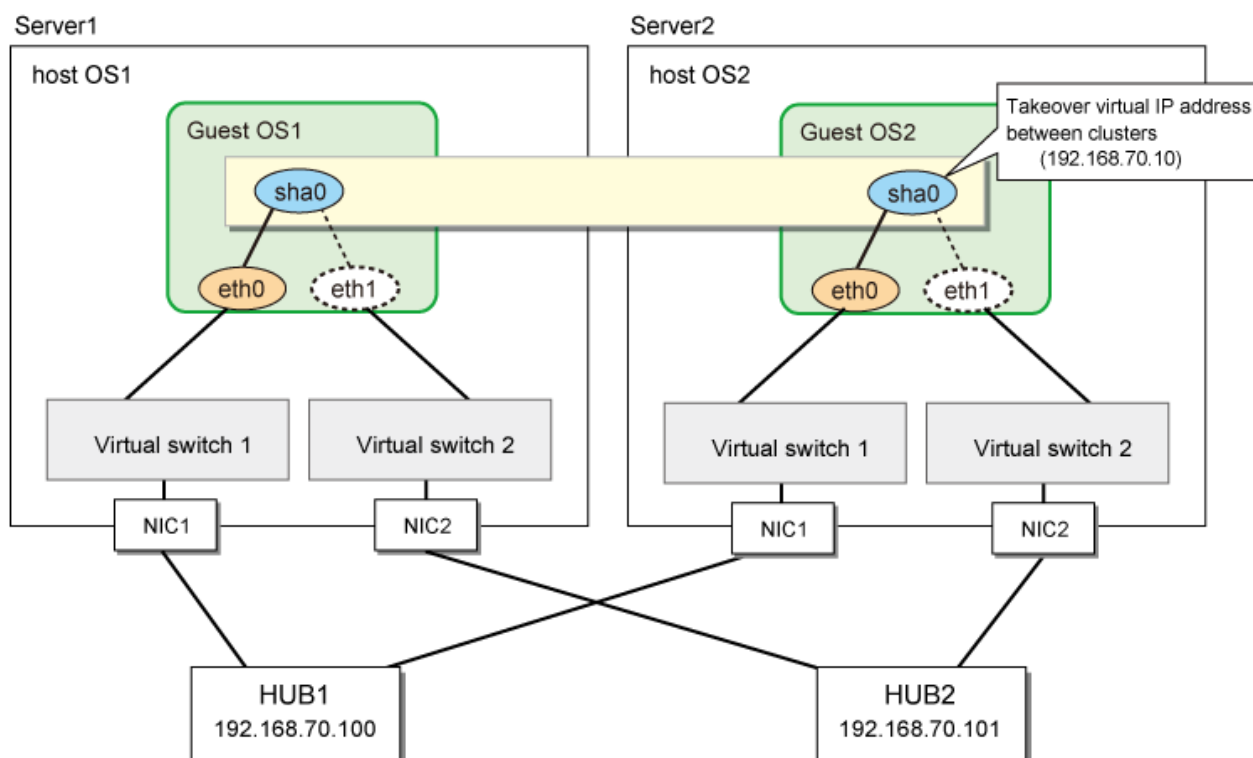 Server1
Server2
host OS1
host OS2
Takeover virtual IP address
between clusters
(192.168.70.10)
Guest OS1
Guest OS2
sha0
sha0
eth0
eth1
eth0
eth1
Virtual switch 1
Virtual switch 2
Virtual switch 1
Virtual switch 2
NIC1
NIC2
NIC1
NIC2
HUB1
192.168.70.100
HUB2
192.168.70.101